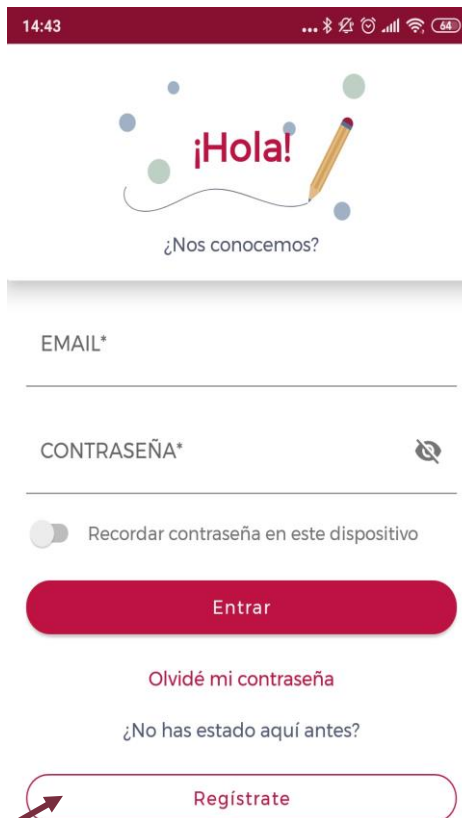 14:43
64
¡Hola!
¿Nos conocemos?
EMAIL*
CONTRASEÑA*
Recordar contraseña en este dispositivo
Entrar
Olvidé mi contraseña
¿No has estado aquí antes?
Regístrate